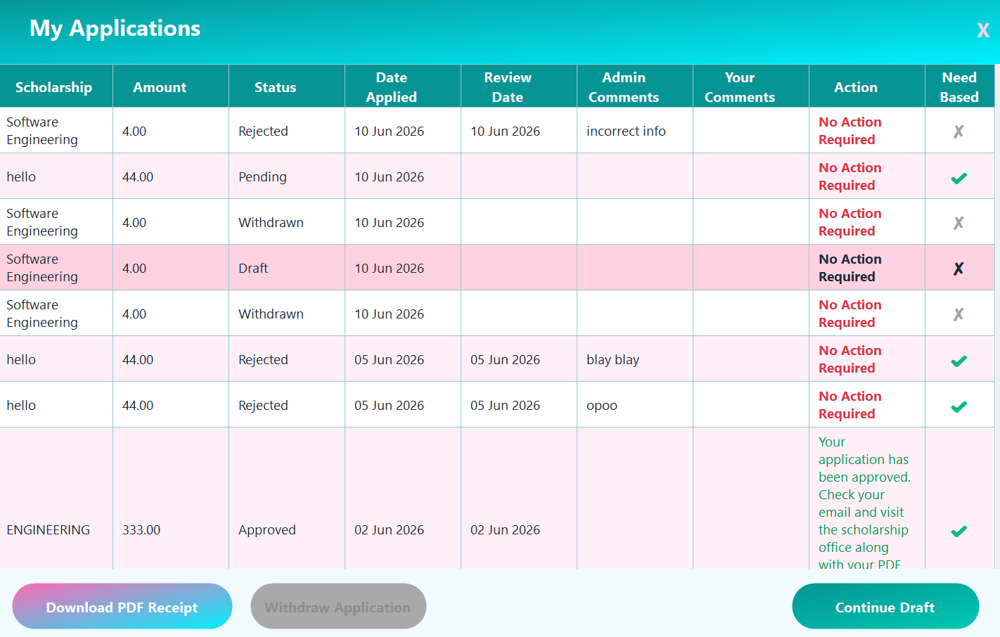 My Applications
X
Scholarship Amount Status Date Applied Review Date Admin Comments Your Comments Action Need Based
Software Engineering 4.00 Rejected 10 Jun 2026 10 Jun 2026 incorrect info No Action Required ✗
hello 44.00 Pending 10 Jun 2026 No Action Required ✔
Software Engineering 4.00 Withdrawn 10 Jun 2026 No Action Required ✗
Software Engineering 4.00 Draft 10 Jun 2026 No Action Required ✗
Software Engineering 4.00 Withdrawn 10 Jun 2026 No Action Required ✗
hello 44.00 Rejected 05 Jun 2026 05 Jun 2026 blay blay No Action Required ✔
hello 44.00 Rejected 05 Jun 2026 05 Jun 2026 opoo No Action Required ✔
ENGINEERING 333.00 Approved 02 Jun 2026 02 Jun 2026 Your application has been approved. Check your email and visit the scholarship office along with your PDF ✔
Download PDF Receipt
Withdraw Application
Continue Draft